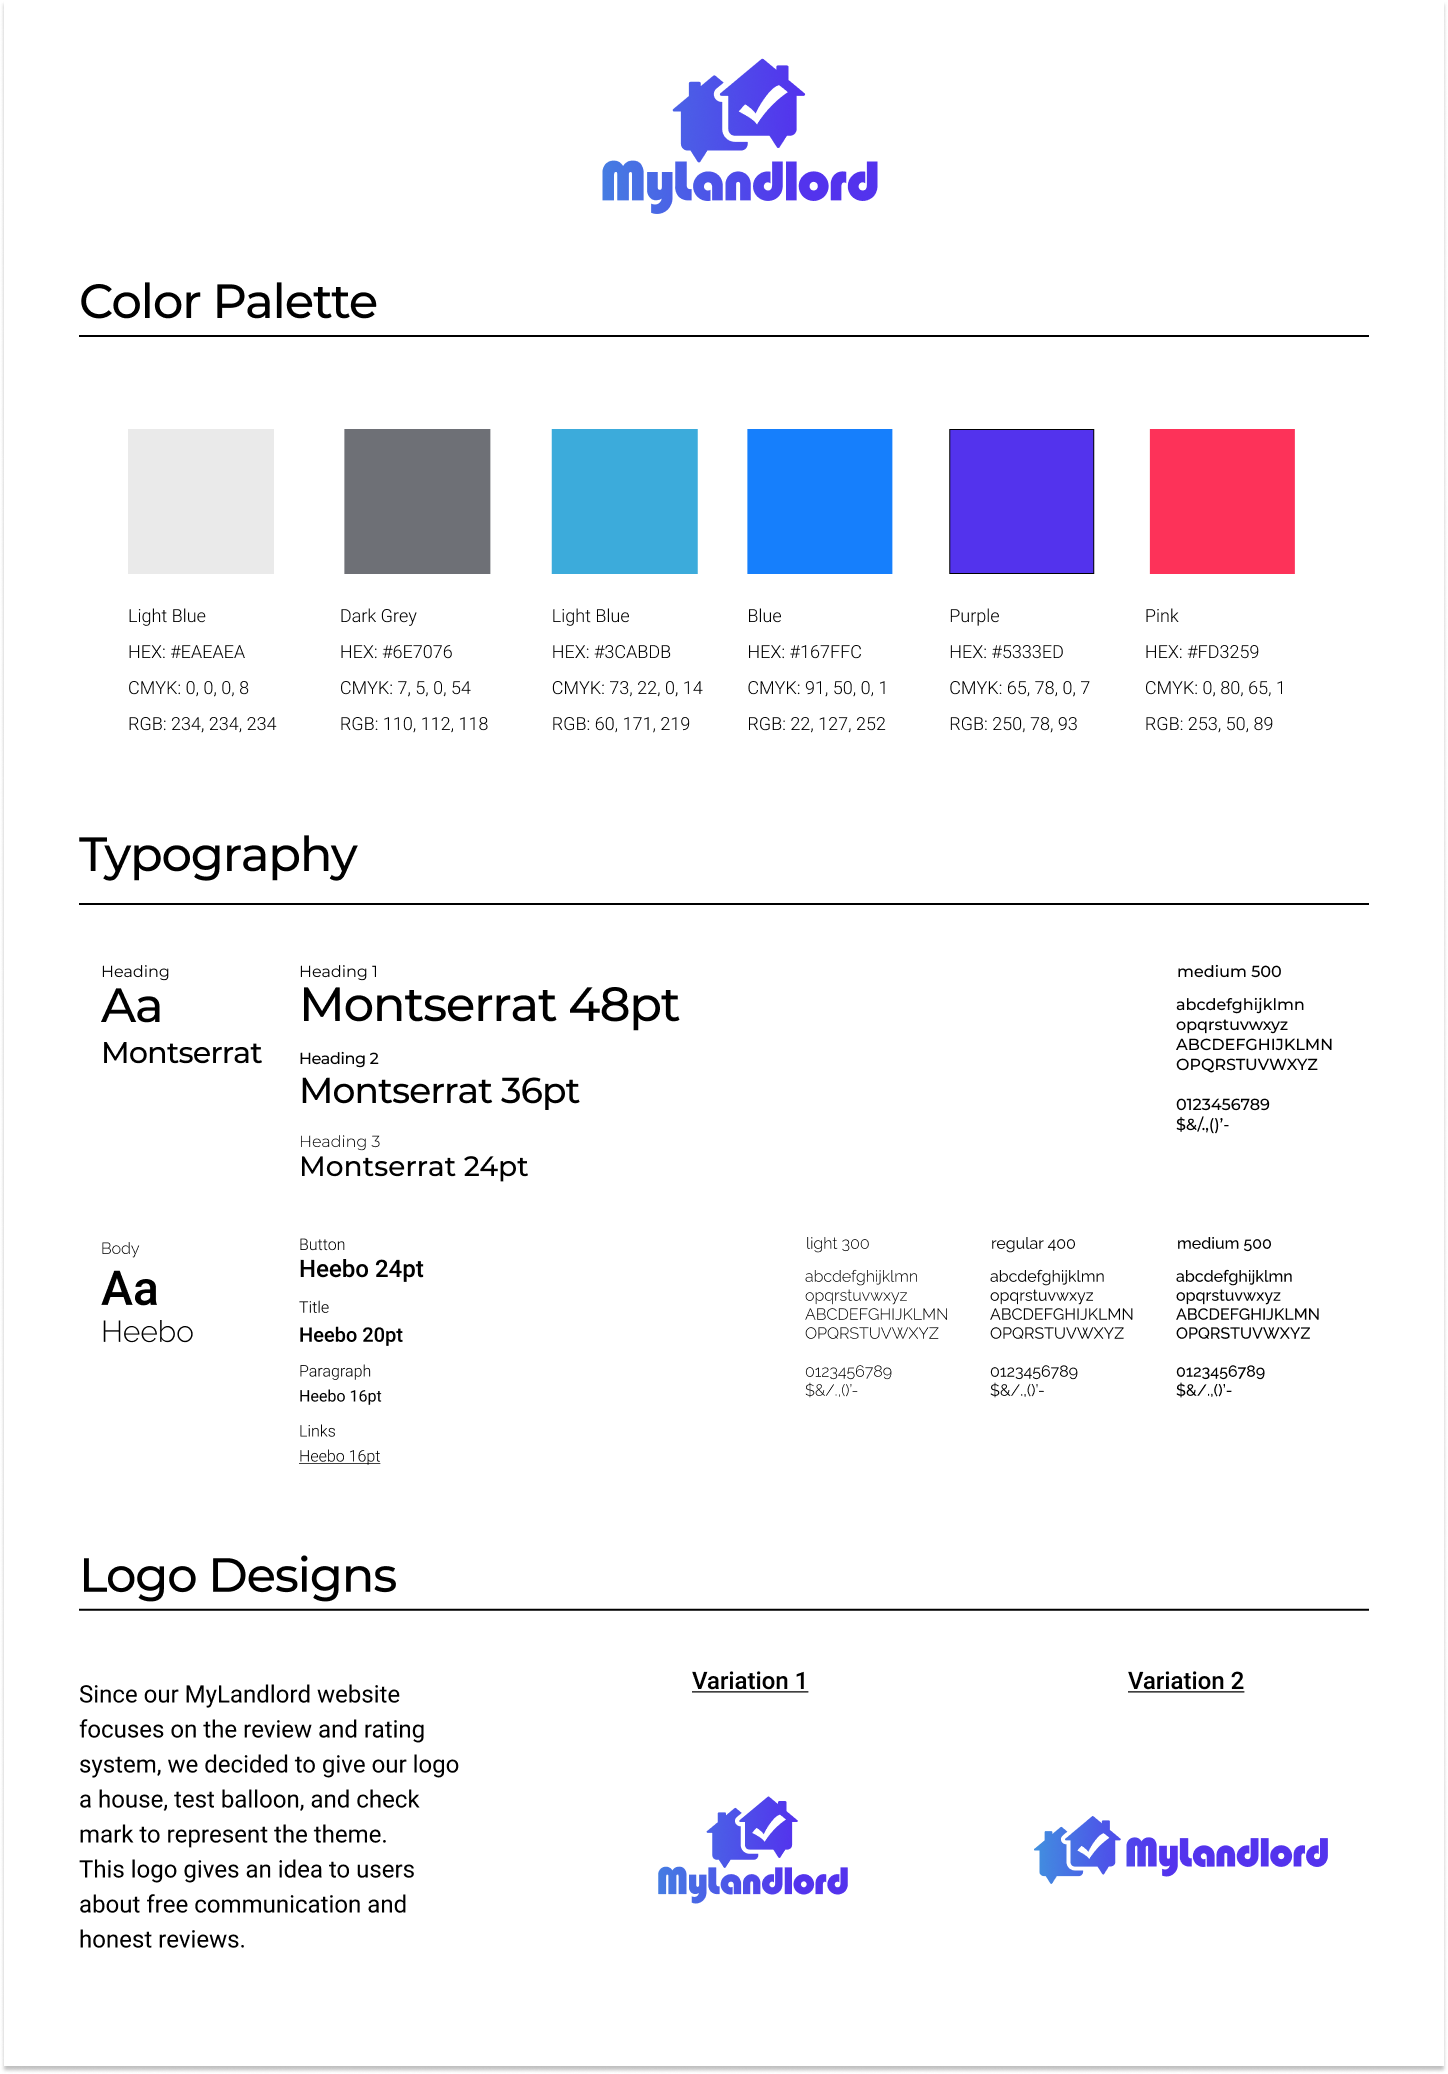 MyLandlord
Color Palette
Light Blue
HEX: #EAEAEA
CMYK: 0, 0, 0, 8
RGB: 234, 234, 234
Dark Grey
HEX: #6E7076
CMYK: 7, 5, 0, 54
RGB: 110, 112, 118
Light Blue
HEX: #3CABDB
CMYK: 73, 22, 0, 14
RGB: 60, 171, 219
Blue
HEX: #167FFC
CMYK: 91, 50, 0, 1
RGB: 22, 127, 252
Purple
HEX: #5333ED
CMYK: 65, 78, 0, 7
RGB: 250, 78, 93
Pink
HEX: #FD3259
CMYK: 0, 80, 65, 1
RGB: 253, 50, 89
Typography
Heading
Aa
Montserrat
Heading 1
Montserrat 48pt
Heading 2
Montserrat 36pt
Heading 3
Montserrat 24pt
medium 500
abcdefghijklmn
opqrstuvwxyz
ABCDEFGHIJKLMN
OPQRSTUVWXYZ
0123456789
$&/.,()’-
Body
Aa
Heebo
Button
Heebo 24pt
Title
Heebo 20pt
Paragraph
Heebo 16pt
Links
Heebo 16pt
light 300
abcdefghijklmn
opqrstuvwxyz
ABCDEFGHIJKLMN
OPQRSTUVWXYZ
0123456789
$&/.,()’-
regular 400
abcdefghijklmn
opqrstuvwxyz
ABCDEFGHIJKLMN
OPQRSTUVWXYZ
0123456789
$&/.,()’-
medium 500
abcdefghijklmn
opqrstuvwxyz
ABCDEFGHIJKLMN
OPQRSTUVWXYZ
0123456789
$&/.,()’-
Logo Designs
Since our MyLandlord website
focuses on the review and rating
system, we decided to give our logo
a house, test balloon, and check
mark to represent the theme.
This logo gives an idea to users
about free communication and
honest reviews.
Variation 1
MyLandlord
Variation 2
MyLandlord